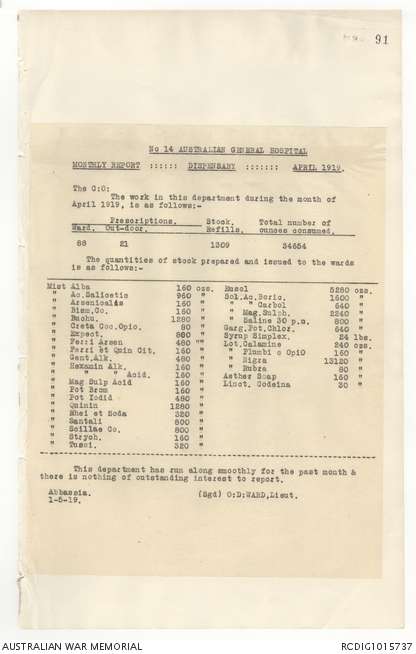 91
No 14 AUSTRALIAN GENERAL HOSPITAL
MONTHLY REPORT :::::: DISPENSARY ::::::: APRIL 1919.
The C:O:
The work in this department during the month of
April 1919, is as follows:-
Prescriptions. Stock. Total number of
Ward. Out-door. Refills. ounces consumed.
88 21 1309 34654
The quantities of stock prepared and issued to the wards
is as follows:-
Mist Alba 160 ozs. Eusol 5280 ozs.
" Ac.Salicetic 960 " Sol.Ac.Boric. 1600 "
" Arsenicalis 160 " " " Carbol 640 "
" Bism.Co. 160 " " Mag.Sulph. 2240 "
" Buchu. 1280 " " Saline 30 p.c. 800 "
" Creta Coc.Opio. 80 " Garg.Pot.Chlor. 640 "
" Expect. 800 " Syrup Simplex. 24 lbs.
" Ferri Arsen 480 "" Lot.Calamine 240 ozs.
" Ferri et Quin Cit. 160 " " Plumbi c Opio 160 "
" Gent.Alk. 480 " " Nigra 13120 "
" Hexamin Alk. 160 " " Rubra 80 "
" " " Acid. 160 " Aether Soap 160 "
" Mag Sulp Acid 160 " Linct. Codeina 30 "
" Pot Brom 160 "
" Pot Iodid 480 "
" Quinin 1280 "
" Rhei et Soda 320 "
" Santali 800 "
" Scillae Co. 800 "
" Strych. 160 "
" Tussi. 320 "
This department has run along smoothly for the past month &
there is nothing of outstanding interest to report.
Abbassia. (Sgd) O:D:WARD,Lieut.
1-5-19.
AUSTRALIAN WAR MEMORIAL RCDIG1015737